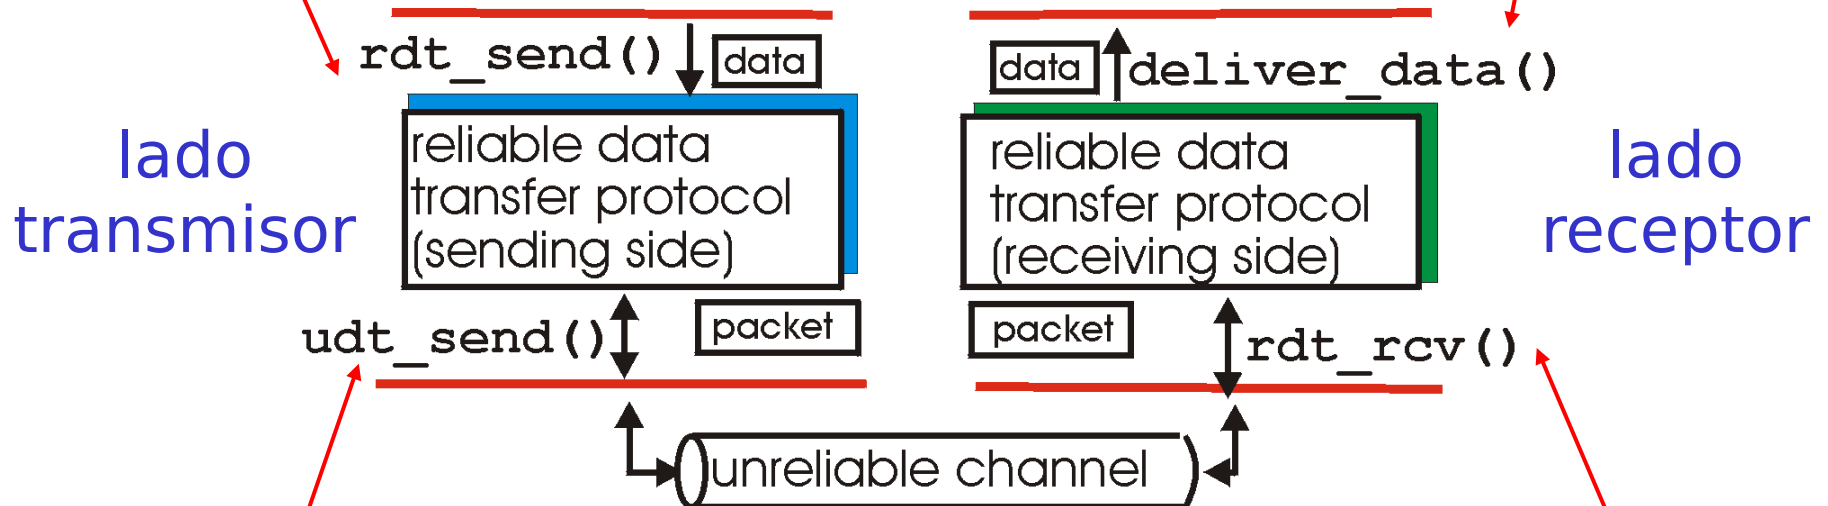 rdt_send()
data
data
deliver_data()
lado
transmisor
reliable data
transfer protocol
(sending side)
reliable data
transfer protocol
(receiving side)
lado
receptor
udt_send()
packet
packet
rdt_rcv()
unreliable channel